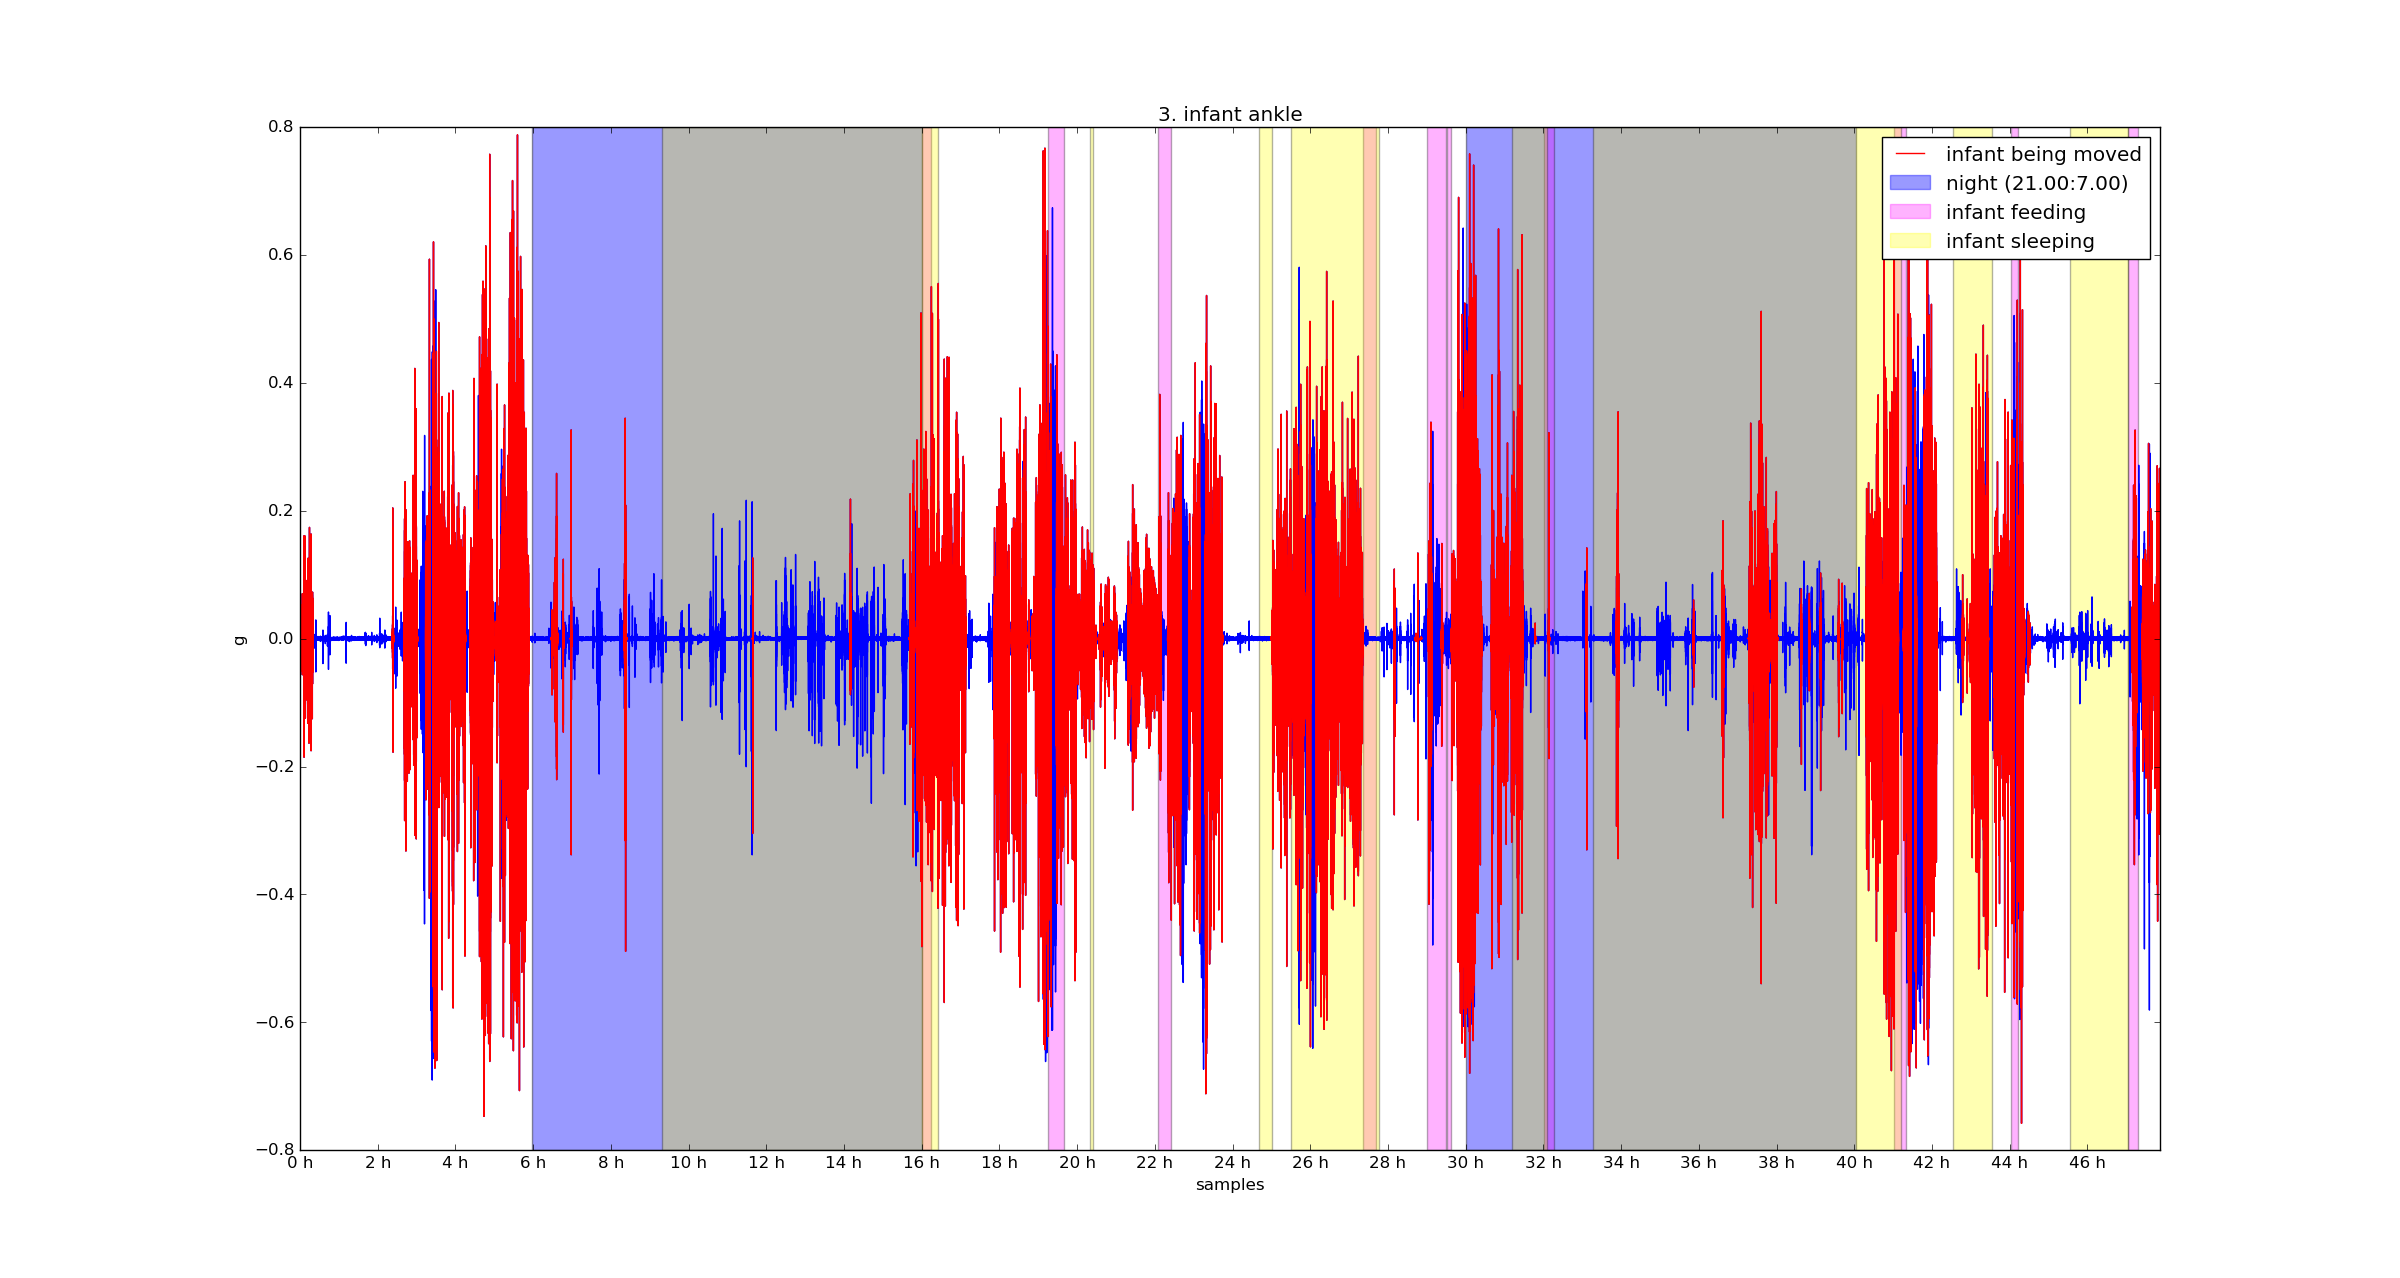 3. infant ankle
0.8
0.6
0.4
0.2
0.0
−0.2
−0.4
−0.6
−0.8
g
infant being moved
night (21.00:7.00)
infant feeding
infant sleeping
0 h 2 h 4 h 6 h 8 h 10 h 12 h 14 h 16 h 18 h 20 h 22 h 24 h 26 h 28 h 30 h 32 h 34 h 36 h 38 h 40 h 42 h 44 h 46 h
samples